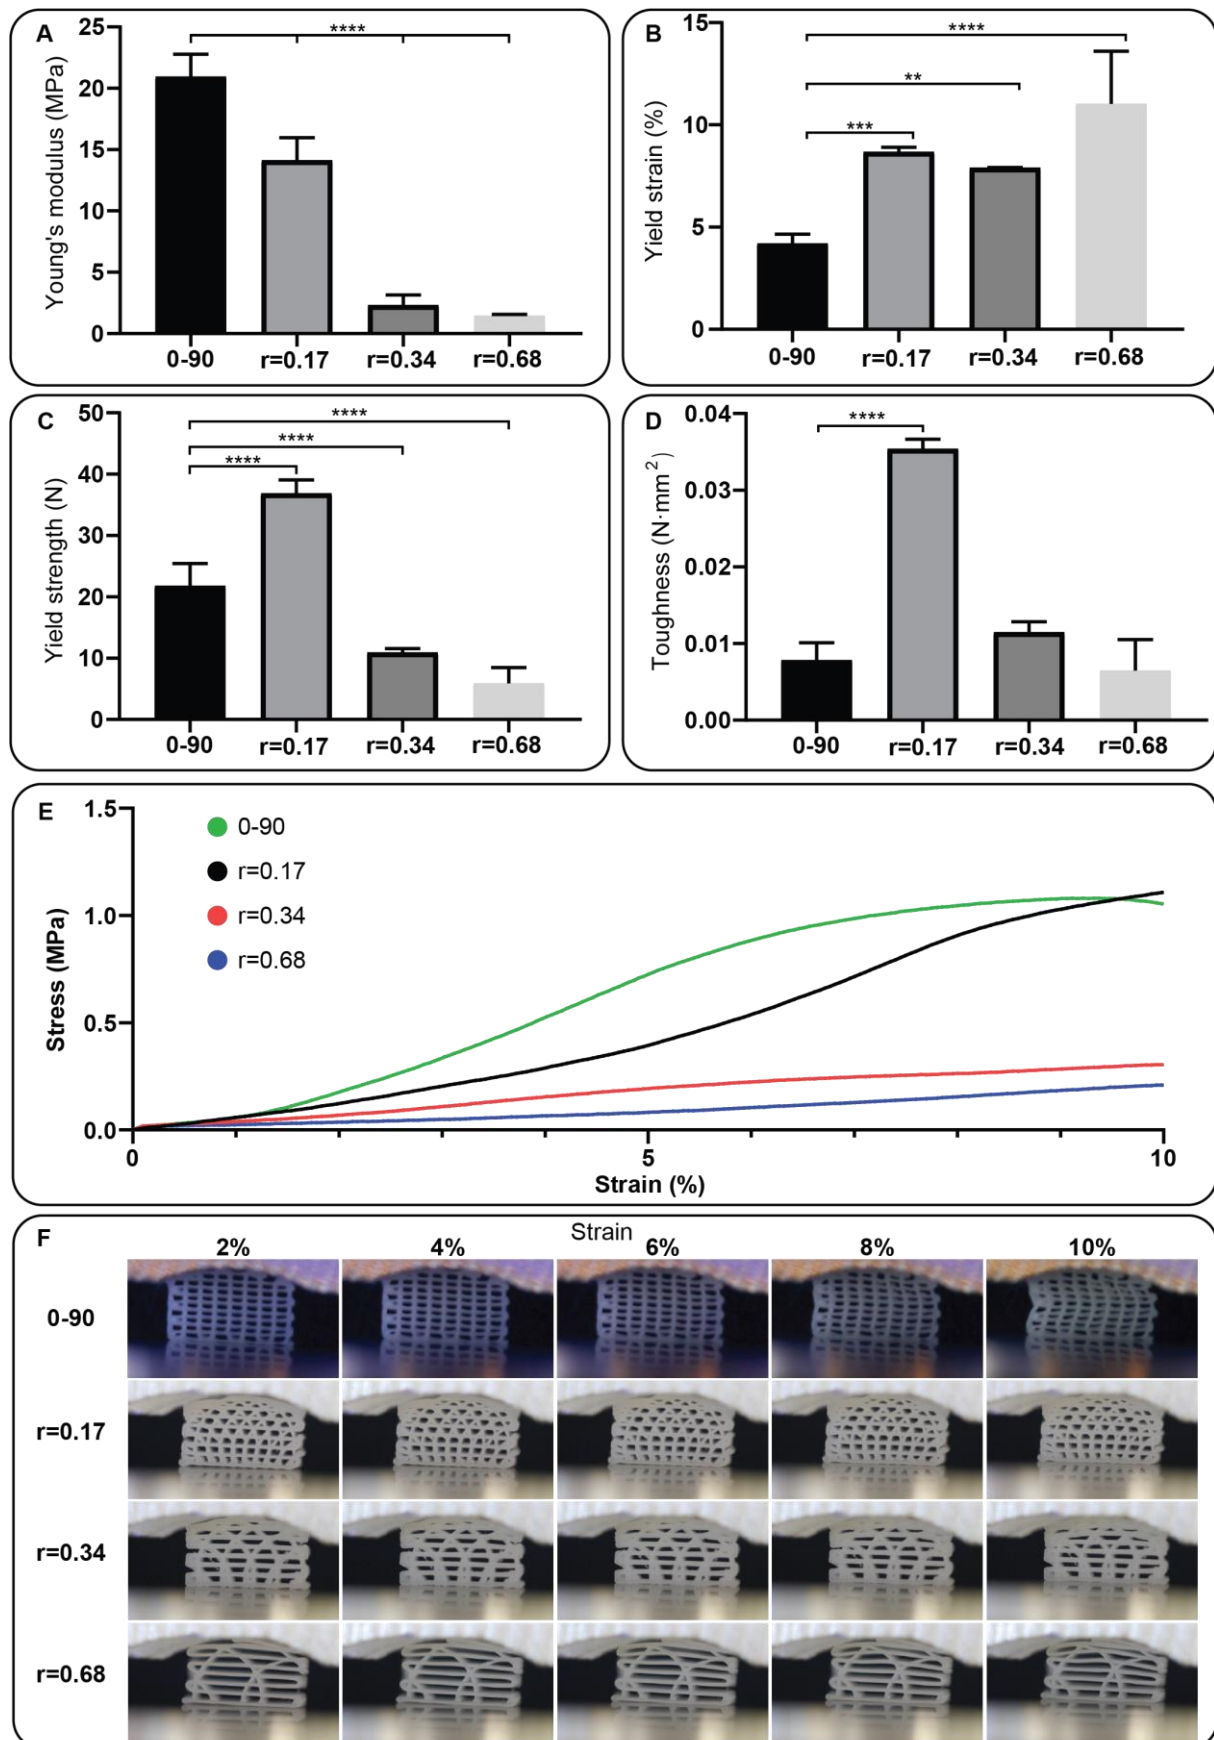 A
Young's modulus (MPa)
25
20
15
10
5
0
****
0-90 r=0.17 r=0.34 r=0.68
B
Yield strain (%)
15
10
5
0
****
**
***
0-90 r=0.17 r=0.34 r=0.68
C
Yield strength (N)
50
40
30
20
10
0
****
****
****
0-90 r=0.17 r=0.34 r=0.68
D
Toughness (N·mm²)
0.04
0.03
0.02
0.01
0.00
****
0-90 r=0.17 r=0.34 r=0.68
E
Stress (MPa)
1.5
1.0
0.5
0.0
0-90
r=0.17
r=0.34
r=0.68
0 5 10
Strain (%)
F
Strain
2% 4% 6% 8% 10%
0-90
r=0.17
r=0.34
r=0.68